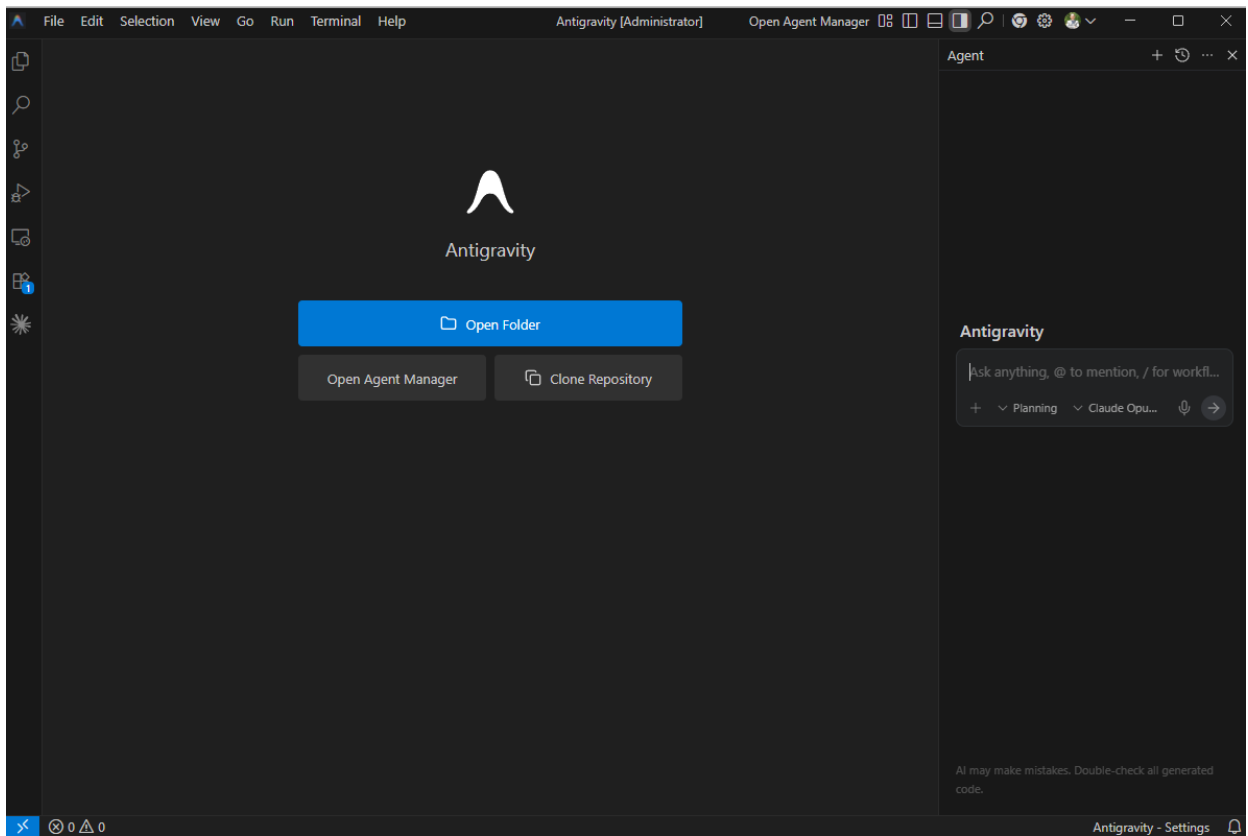 File Edit Selection View Go Run Terminal Help Antigravity [Administrator] Open Agent Manager
Agent
1
Antigravity
Open Folder
Open Agent Manager Clone Repository
Antigravity
Ask anything, @ to mention, / for workfl...
Planning Claude Opu...
AI may make mistakes. Double-check all generated
code.
0 0 Antigravity - Settings